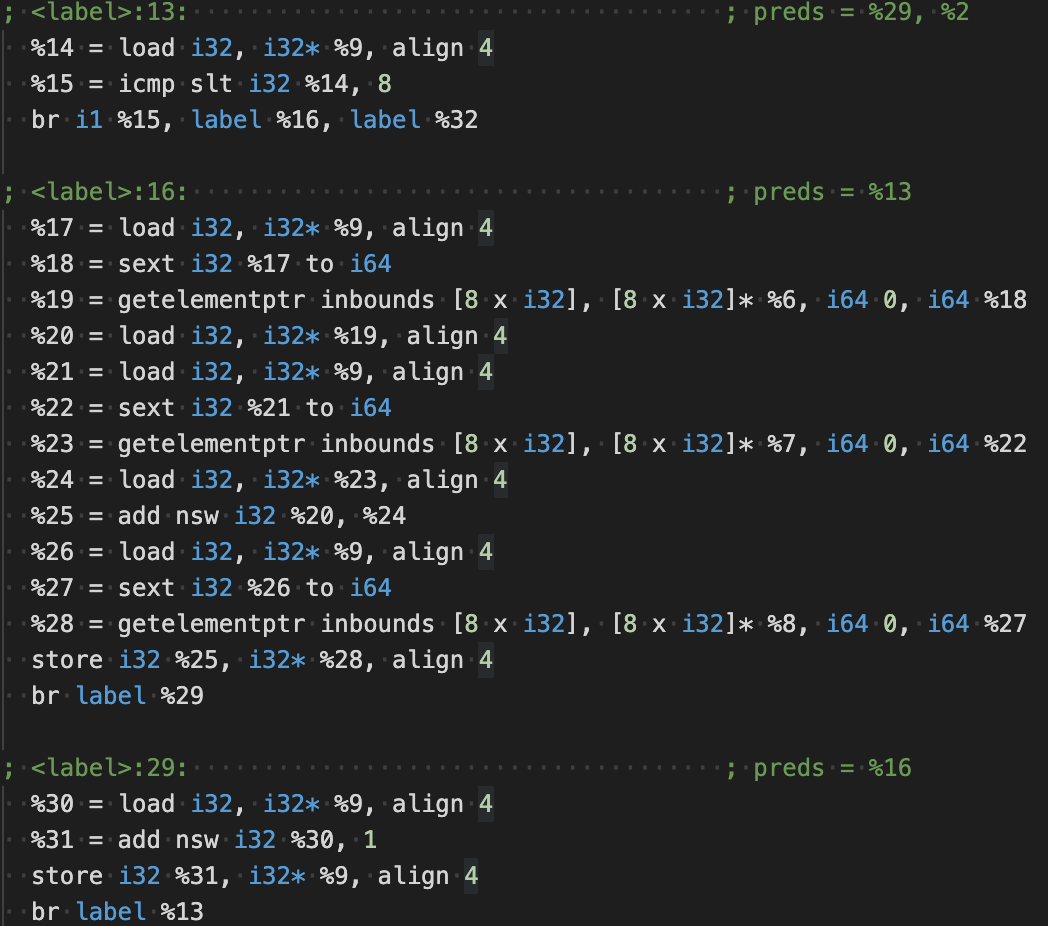 ; <label>:13: ; preds = %29, %2
%14 = load i32, i32* %9, align 4
%15 = icmp slt i32 %14, 8
br i1 %15, label %16, label %32
; <label>:16: ; preds = %13
%17 = load i32, i32* %9, align 4
%18 = sext i32 %17 to i64
%19 = getelementptr inbounds [8 x i32], [8 x i32]* %6, i64 0, i64 %18
%20 = load i32, i32* %19, align 4
%21 = load i32, i32* %9, align 4
%22 = sext i32 %21 to i64
%23 = getelementptr inbounds [8 x i32], [8 x i32]* %7, i64 0, i64 %22
%24 = load i32, i32* %23, align 4
%25 = add nsw i32 %20, %24
%26 = load i32, i32* %9, align 4
%27 = sext i32 %26 to i64
%28 = getelementptr inbounds [8 x i32], [8 x i32]* %8, i64 0, i64 %27
store i32 %25, i32* %28, align 4
br label %29
; <label>:29: ; preds = %16
%30 = load i32, i32* %9, align 4
%31 = add nsw i32 %30, 1
store i32 %31, i32* %9, align 4
br label %13